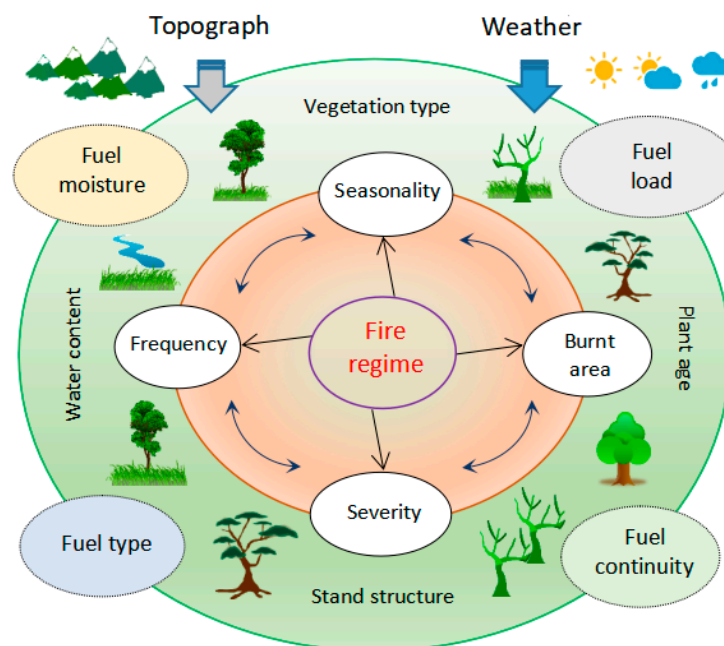 Topograph
Weather
Vegetation type
Fuel
moisture
Fuel
load
Seasonality
Water content
Frequency
Fire
regime
Burnt
area
Plant age
Severity
Fuel type
Fuel
continuity
Stand structure